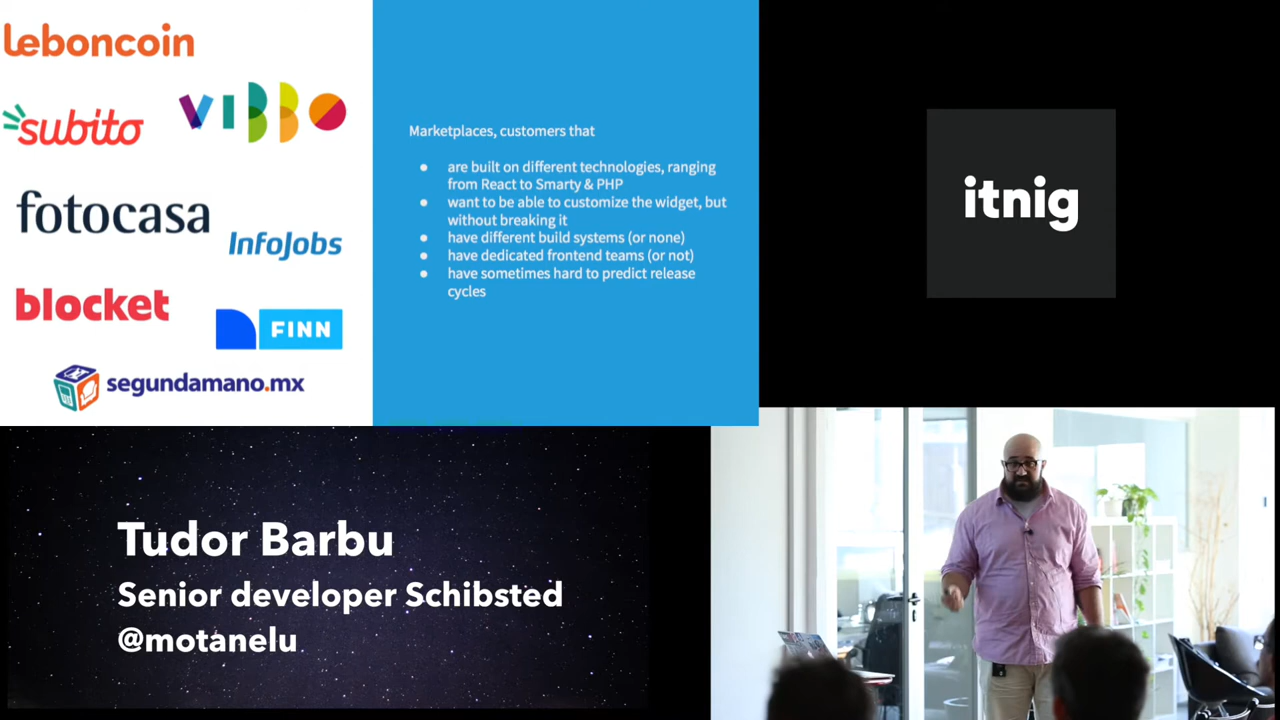 leboncoin
subito
VIBBO
fotocasa
InfoJobs
blocket
FINN
segundamano.mx
Marketplaces, customers that
● are built on different technologies, ranging
from React to Smarty & PHP
● want to be able to customize the widget, but
without breaking it
● have different build systems (or none)
● have dedicated frontend teams (or not)
● have sometimes hard to predict release
cycles
itnig
Tudor Barbu
Senior developer Schibsted
@motanelu